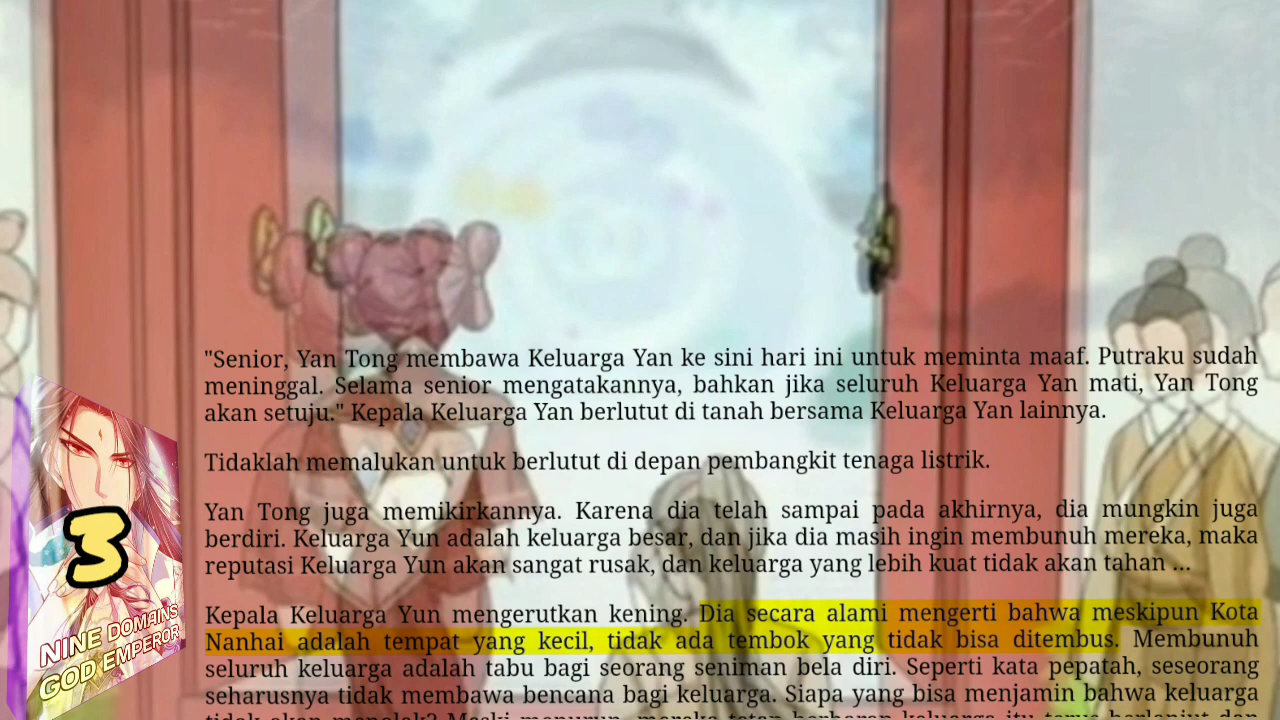 "Senior, Yan Tong membawa Keluarga Yan ke sini hari ini untuk meminta maaf. Putraku sudah
meninggal. Selama senior mengatakannya, bahkan jika seluruh Keluarga Yan mati, Yan Tong
akan setuju." Kepala Keluarga Yan berlutut di tanah bersama Keluarga Yan lainnya.
Tidaklah memalukan untuk berlutut di depan pembangkit tenaga listrik.
Yan Tong juga memikirkannya. Karena dia telah sampai pada akhirnya, dia mungkin juga
berdiri. Keluarga Yun adalah keluarga besar, dan jika dia masih ingin membunuh mereka, maka
reputasi Keluarga Yun akan sangat rusak, dan keluarga yang lebih kuat tidak akan tahan ...
Kepala Keluarga Yun mengerutkan kening. Dia secara alami mengerti bahwa meskipun Kota
Nanhai adalah tempat yang kecil, tidak ada tembok yang tidak bisa ditembus. Membunuh
seluruh keluarga adalah tabu bagi seorang seniman bela diri. Seperti kata pepatah, seseorang
seharusnya tidak membawa bencana bagi keluarga. Siapa yang bisa menjamin bahwa keluarga
3
NINE DOMAINS
GOD EMPEROR